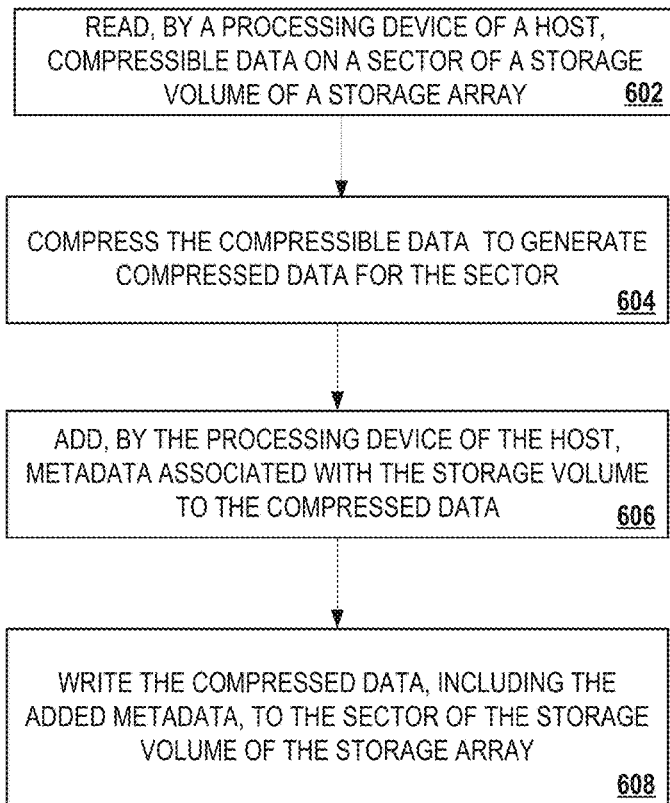 READ, BY A PROCESSING DEVICE OF A HOST,
COMPRESSIBLE DATA ON A SECTOR OF A STORAGE
VOLUME OF A STORAGE ARRAY
602
COMPRESS THE COMPRESSIBLE DATA TO GENERATE
COMPRESSED DATA FOR THE SECTOR
604
ADD, BY THE PROCESSING DEVICE OF THE HOST,
METADATA ASSOCIATED WITH THE STORAGE VOLUME
TO THE COMPRESSED DATA
606
WRITE THE COMPRESSED DATA, INCLUDING THE
ADDED METADATA, TO THE SECTOR OF THE STORAGE
VOLUME OF THE STORAGE ARRAY
608